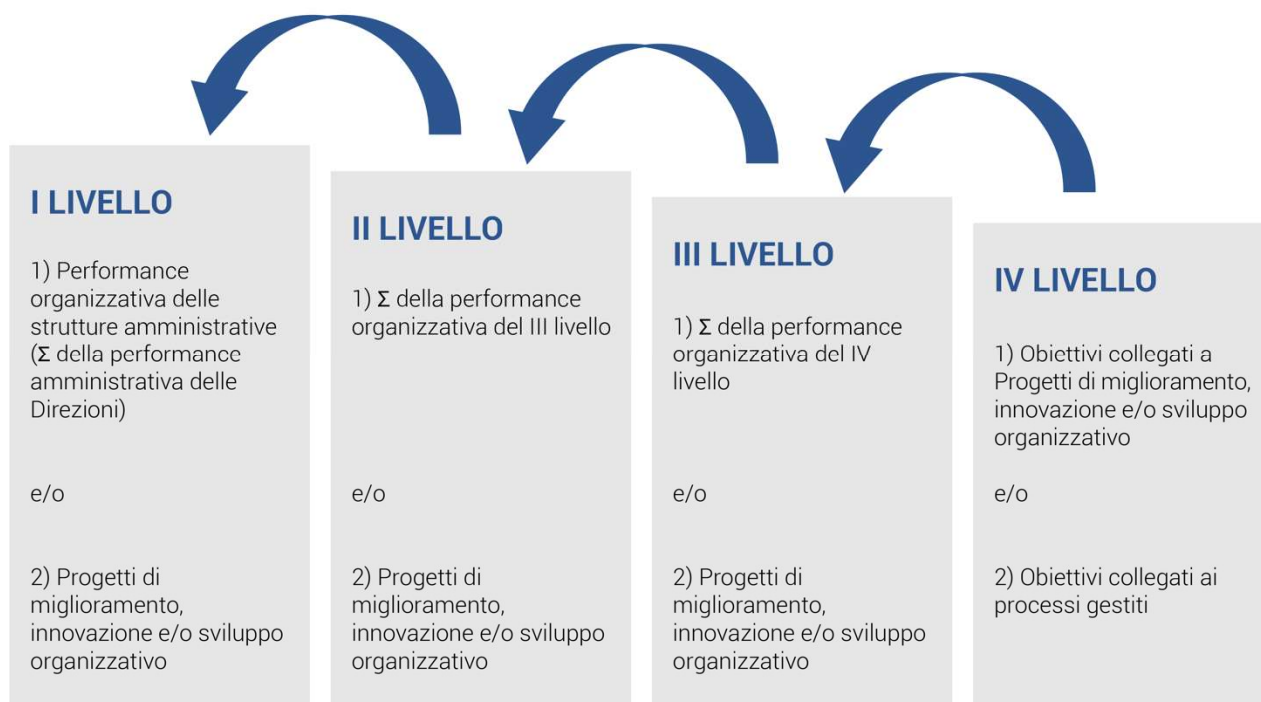 I LIVELLO
1) Performance
organizzativa delle
strutture amministrative
(Σ della performance
amministrativa delle
Direzioni)
e/o
2) Progetti di
miglioramento,
innovazione e/o sviluppo
organizzativo
II LIVELLO
1) Σ della performance
organizzativa del III livello
e/o
2) Progetti di
miglioramento,
innovazione e/o sviluppo
organizzativo
III LIVELLO
1) Σ della performance
organizzativa del IV
livello
e/o
2) Progetti di
miglioramento,
innovazione e/o sviluppo
organizzativo
IV LIVELLO
1) Obiettivi collegati a
Progetti di miglioramento,
innovazione e/o sviluppo
organizzativo
e/o
2) Obiettivi collegati ai
processi gestiti